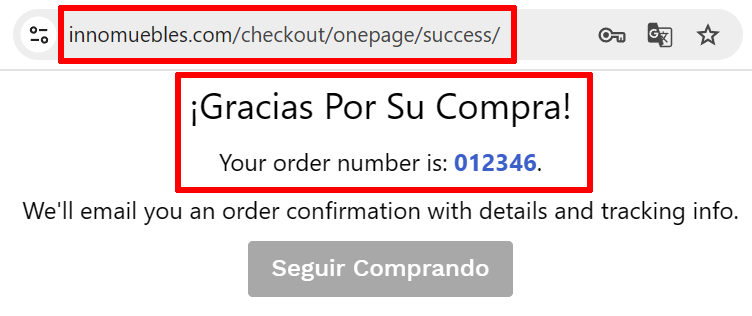 innomuebles.com/checkout/onepage/success/
¡Gracias Por Su Compra!
Your order number is: 012346.
We'll email you an order confirmation with details and tracking info.
Seguir Comprando